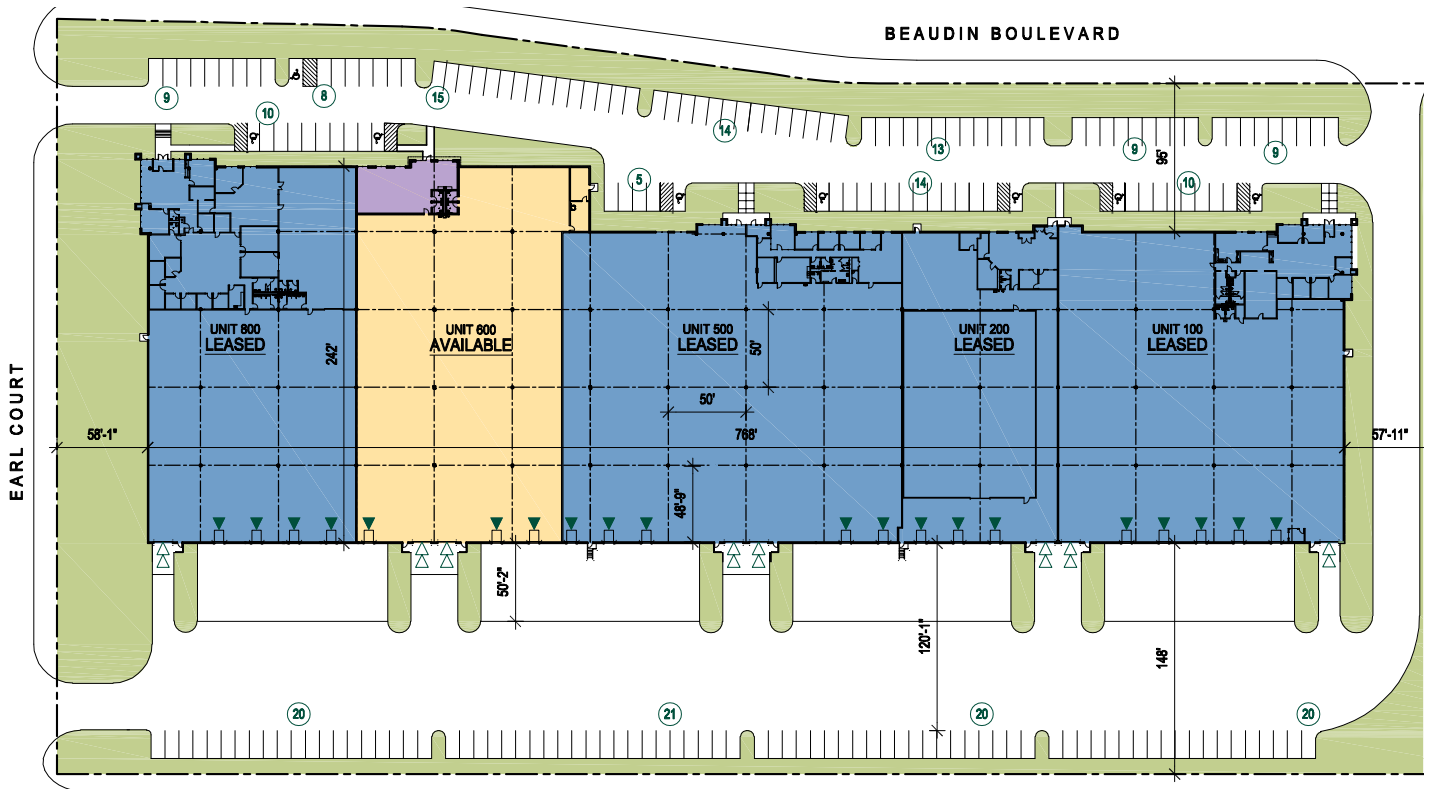 BEAUDIN BOULEVARD
9
10
8
15
14
13
9
9
5
14
10
95'
UNIT 800
LEASED
242'
UNIT 600
AVAILABLE
UNIT 500
LEASED
50'
50'
UNIT 200
LEASED
UNIT 100
LEASED
EARL COURT
58'-1"
768'
57'-11"
48'-9"
50'-2"
120'-1"
148'
20
21
20
20